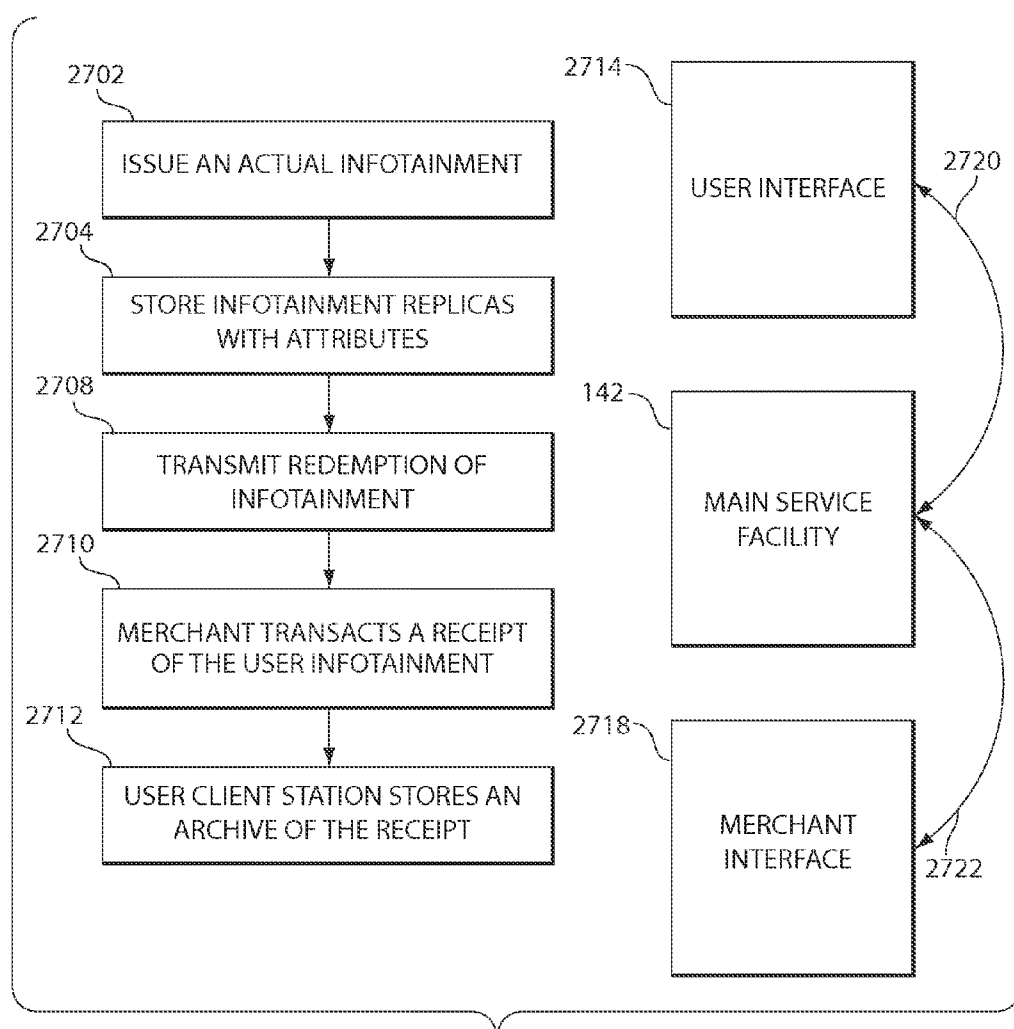 2702
ISSUE AN ACTUAL INFOTAINMENT
2704
STORE INFOTAINMENT REPLICAS
WITH ATTRIBUTES
2708
TRANSMIT REDEMPTION OF
INFOTAINMENT
2710
MERCHANT TRANSACTS A RECEIPT
OF THE USER INFOTAINMENT
2712
USER CLIENT STATION STORES AN
ARCHIVE OF THE RECEIPT
2714
USER INTERFACE
2720
142
MAIN SERVICE
FACILITY
2718
MERCHANT
INTERFACE
2722